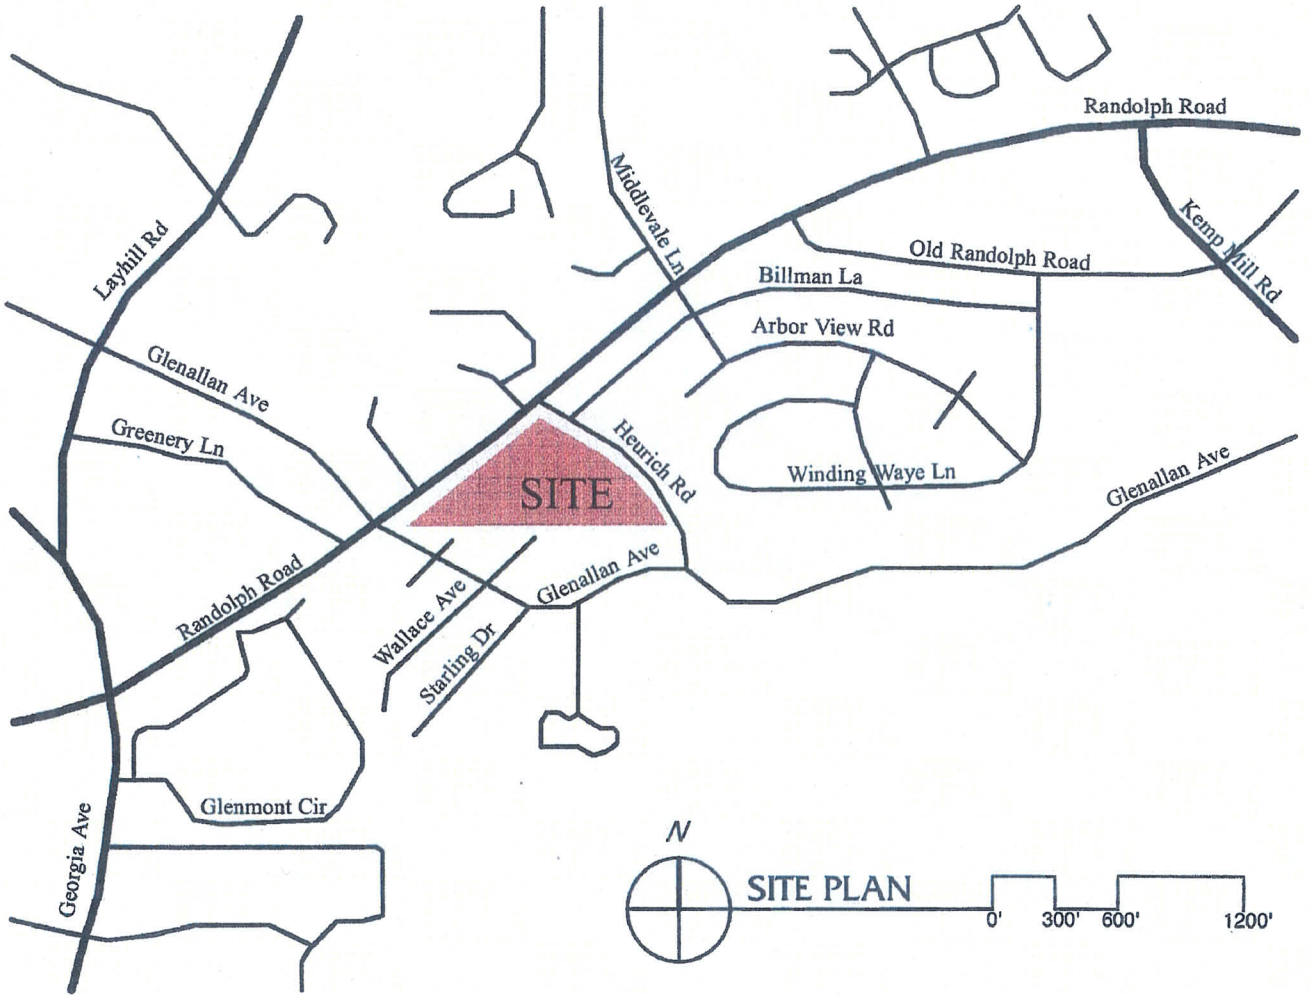 Randolph Road
Middlevale Ln
Kemp Mill Rd
Layhill Rd
Old Randolph Road
Billman La
Arbor View Rd
Glenallan Ave
Greenery Ln
Heurich Rd
Winding Waye Ln
Glenallan Ave
SITE
Glenallan Ave
Randolph Road
Wallace Ave
Starling Dr
Glenmont Cir
Georgia Ave
N
SITE PLAN
0' 300' 600' 1200'